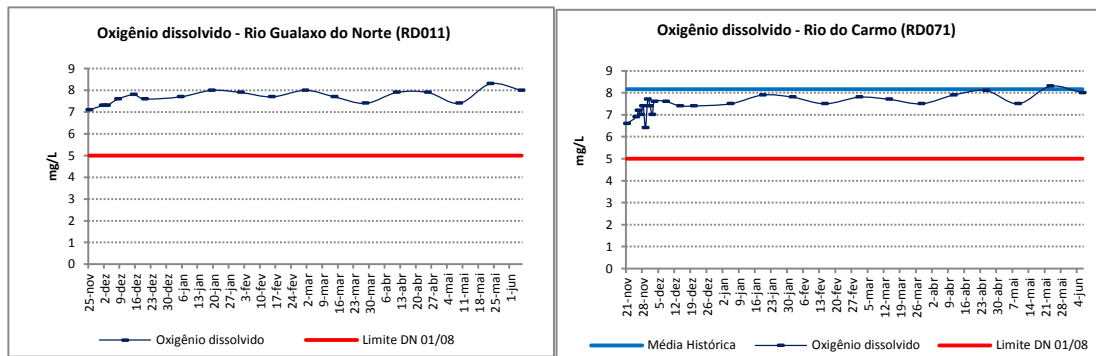 Oxigênio dissolvido - Rio Gualaxo do Norte (RD011)
mg/L
9
8
7
6
5
4
3
2
1
0
25-nov
2-dez
9-dez
16-dez
23-dez
30-dez
6-jan
13-jan
20-jan
27-jan
3-fev
10-fev
17-fev
24-fev
2-mar
9-mar
16-mar
23-mar
30-mar
6-abr
13-abr
20-abr
27-abr
4-mai
11-mai
18-mai
25-mai
1-jun
Oxigênio dissolvido
Limite DN 01/08
Oxigênio dissolvido - Rio do Carmo (RD071)
mg/L
9
8
7
6
5
4
3
2
1
0
21-nov
28-nov
5-dez
12-dez
19-dez
26-dez
2-jan
9-jan
16-jan
23-jan
30-jan
6-fev
13-fev
20-fev
27-fev
5-mar
12-mar
19-mar
26-mar
2-abr
9-abr
16-abr
23-abr
30-abr
7-mai
14-mai
21-mai
28-mai
4-jun
Média Histórica
Oxigênio dissolvido
Limite DN 01/08